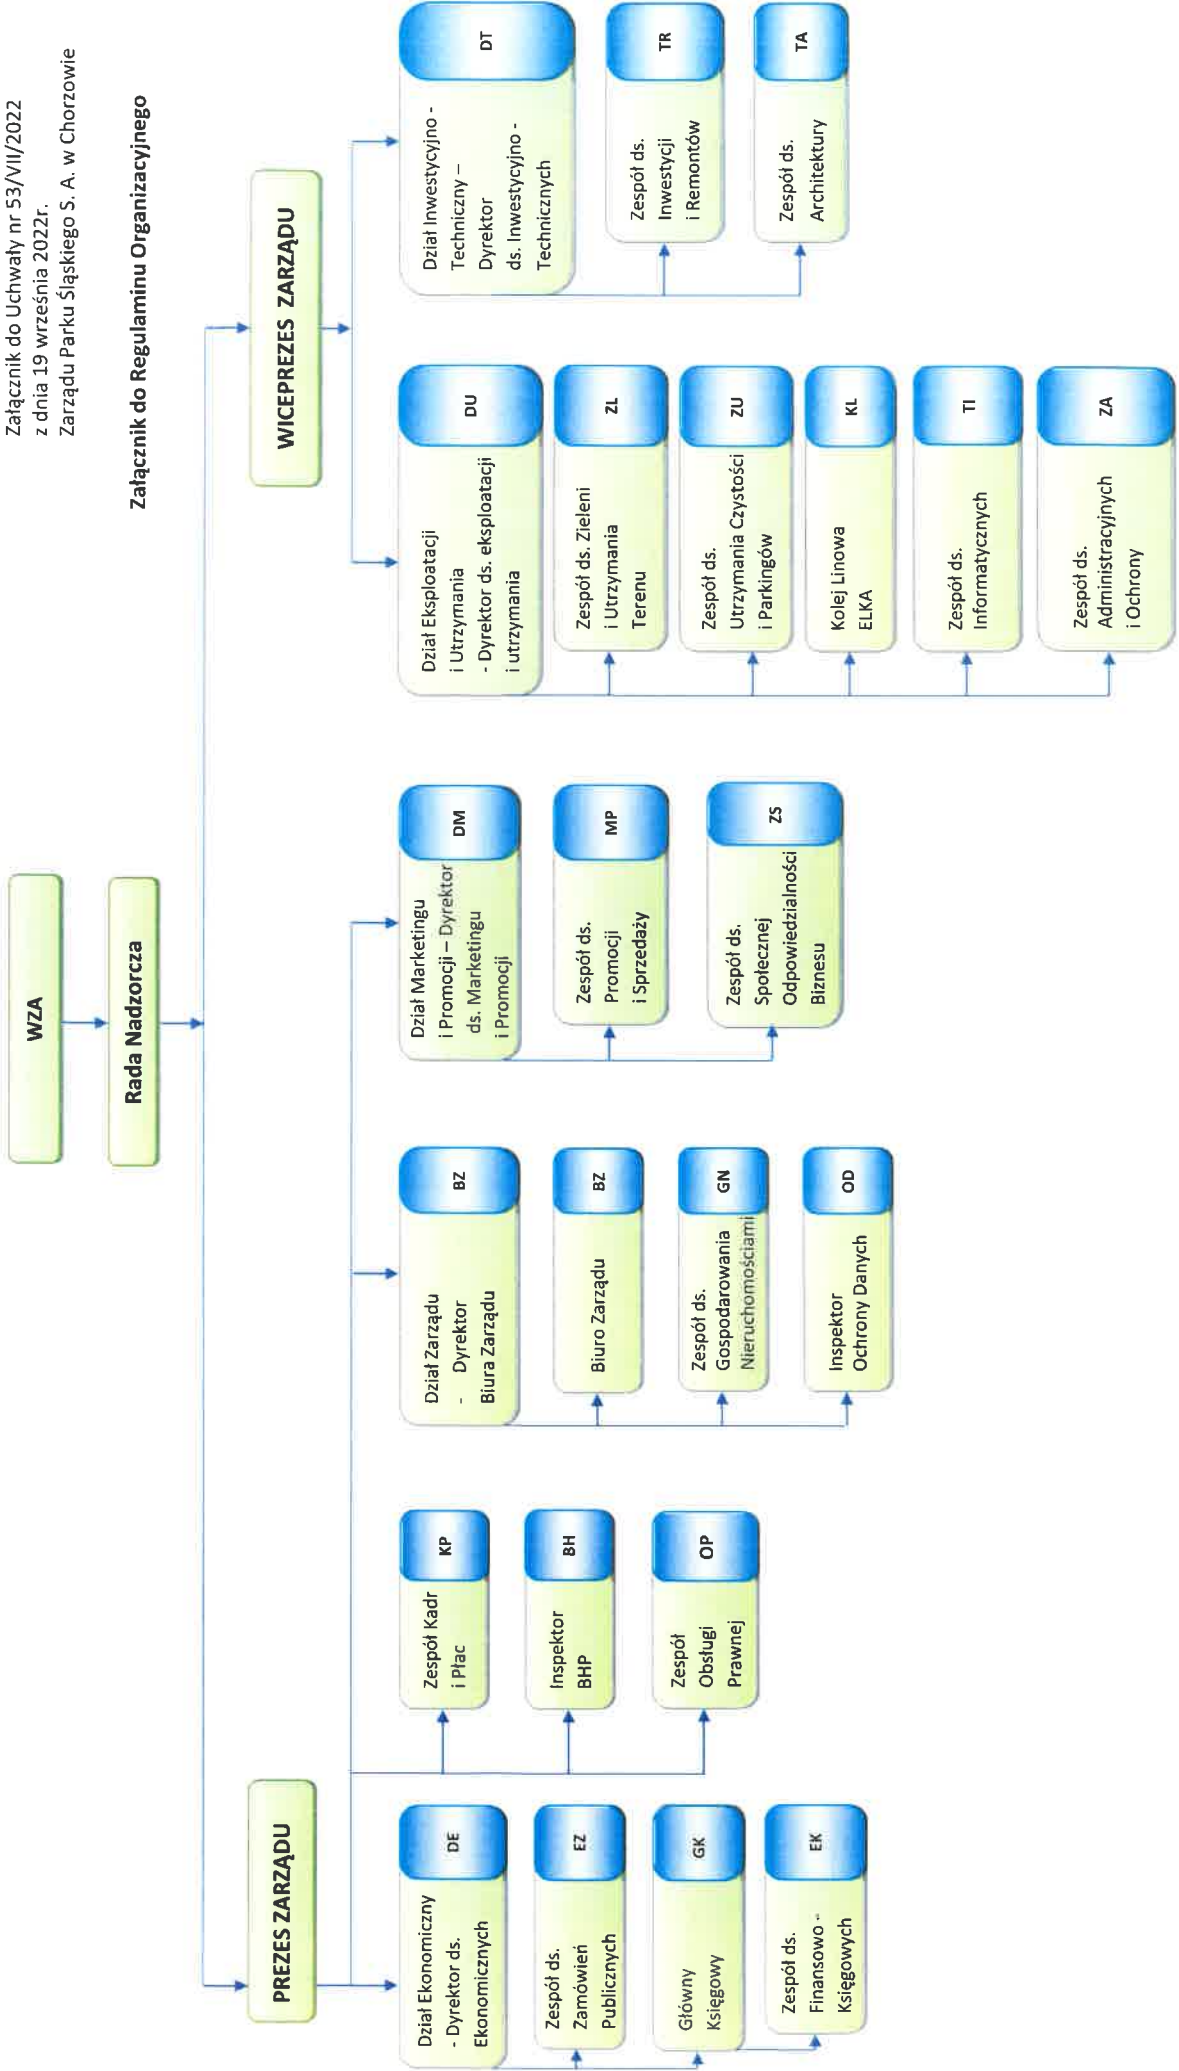 Załącznik do Uchwały nr 53/VII/2022
z dnia 19 września 2022r.
Zarządu Parku Śląskiego S. A. w Chorzowie
Załącznik do Regulaminu Organizacyjnego
WZA
Rada Nadzorcza
PREZES ZARZĄDU
WICEPREZES ZARZĄDU
Dział Ekonomiczny
- Dyrektor ds.
Ekonomicznych
DE
Zespół ds.
Zamówień
Publicznych
EZ
Główny
Księgowy
GK
Zespół ds.
Finansowo -
Księgowych
EK
Zespół Kadr
i Płac
KP
Inspektor
BHP
BH
Zespół
Obsługi
Prawnej
OP
Dział Zarządu
- Dyrektor
Biura Zarządu
BZ
Biuro Zarządu
BZ
Zespół ds.
Gospodarowania
Nieruchomościami
GN
Inspektor
Ochrony Danych
OD
Dział Marketingu
i Promocji – Dyrektor
ds. Marketingu
i Promocji
DM
Zespół ds.
Promocji
i Sprzedaży
MP
Zespół ds.
Społecznej
Odpowiedzialności
Biznesu
ZS
Dział Eksploatacji
i Utrzymania
- Dyrektor ds. eksploatacji
i utrzymania
DU
Zespół ds. Zieleni
i Utrzymania
Terenu
ZL
Zespół ds.
Utrzymania Czystości
i Parkingów
ZU
Kolej Linowa
ELKA
KL
Zespół ds.
Informatycznych
TI
Zespół ds.
Administracyjnych
i Ochrony
ZA
Dział Inwestycyjno -
Techniczny –
Dyrektor
ds. Inwestycyjno -
Technicznych
DT
Zespół ds.
Inwestycji
i Remontów
TR
Zespół ds.
Architektury
TA